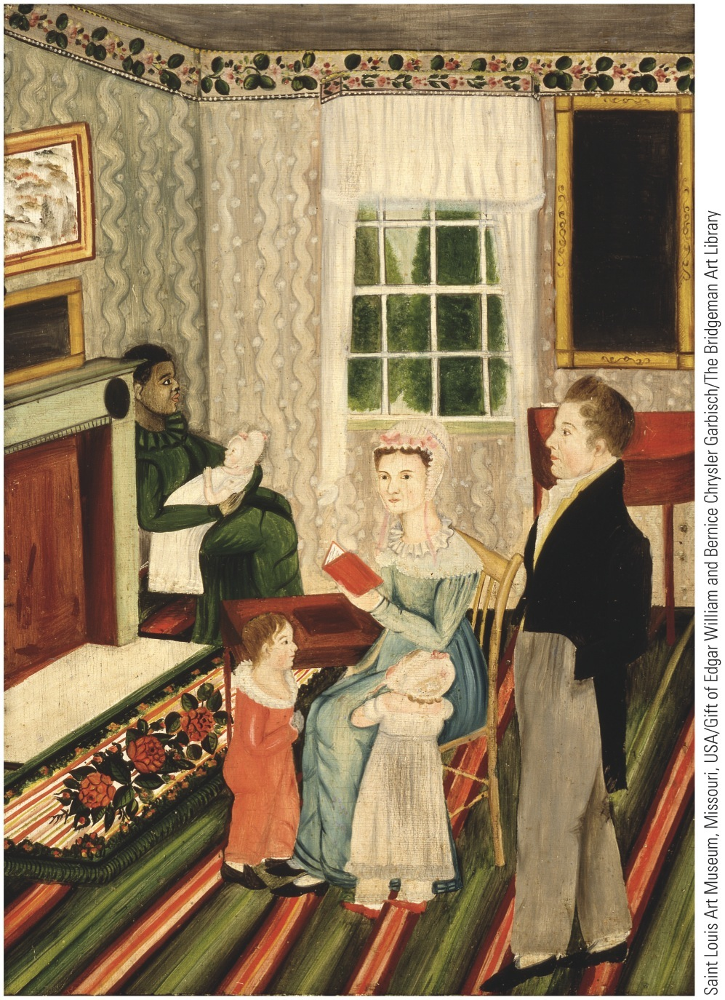 Saint Louis Art Museum, Missouri, USA/Gift of Edgar William and Bernice Chrysler Garbisch/The Bridgeman Art Library